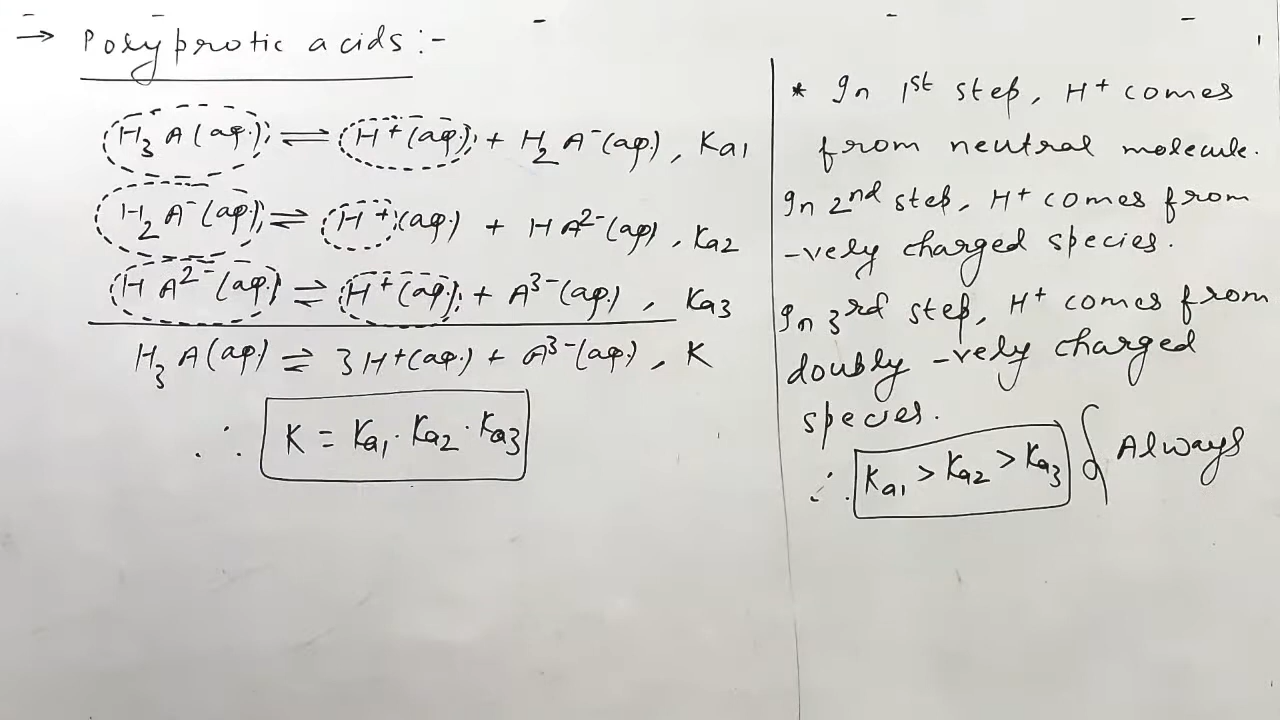 → Polyprotic acids :-
H₃A(aq.) ⇌ H⁺(aq.) + H₂A⁻(aq.), Ka₁
H₂A⁻(aq.) ⇌ H⁺(aq) + HA²⁻(aq), Ka₂
HA²⁻(aq.) ⇌ H⁺(aq) + A³⁻(aq.), Ka₃
H₃A(aq) ⇌ 3H⁺(aq.) + A³⁻(aq.), K
∴ K = Ka₁. Ka₂. Ka₃
* In 1st step, H⁺ comes
from neutral molecule.
In 2nd step, H⁺ comes from
-vely charged species.
In 3rd step, H⁺ comes from
doubly -vely charged
species.
∴ Ka₁ > Ka₂ > Ka₃ { Always